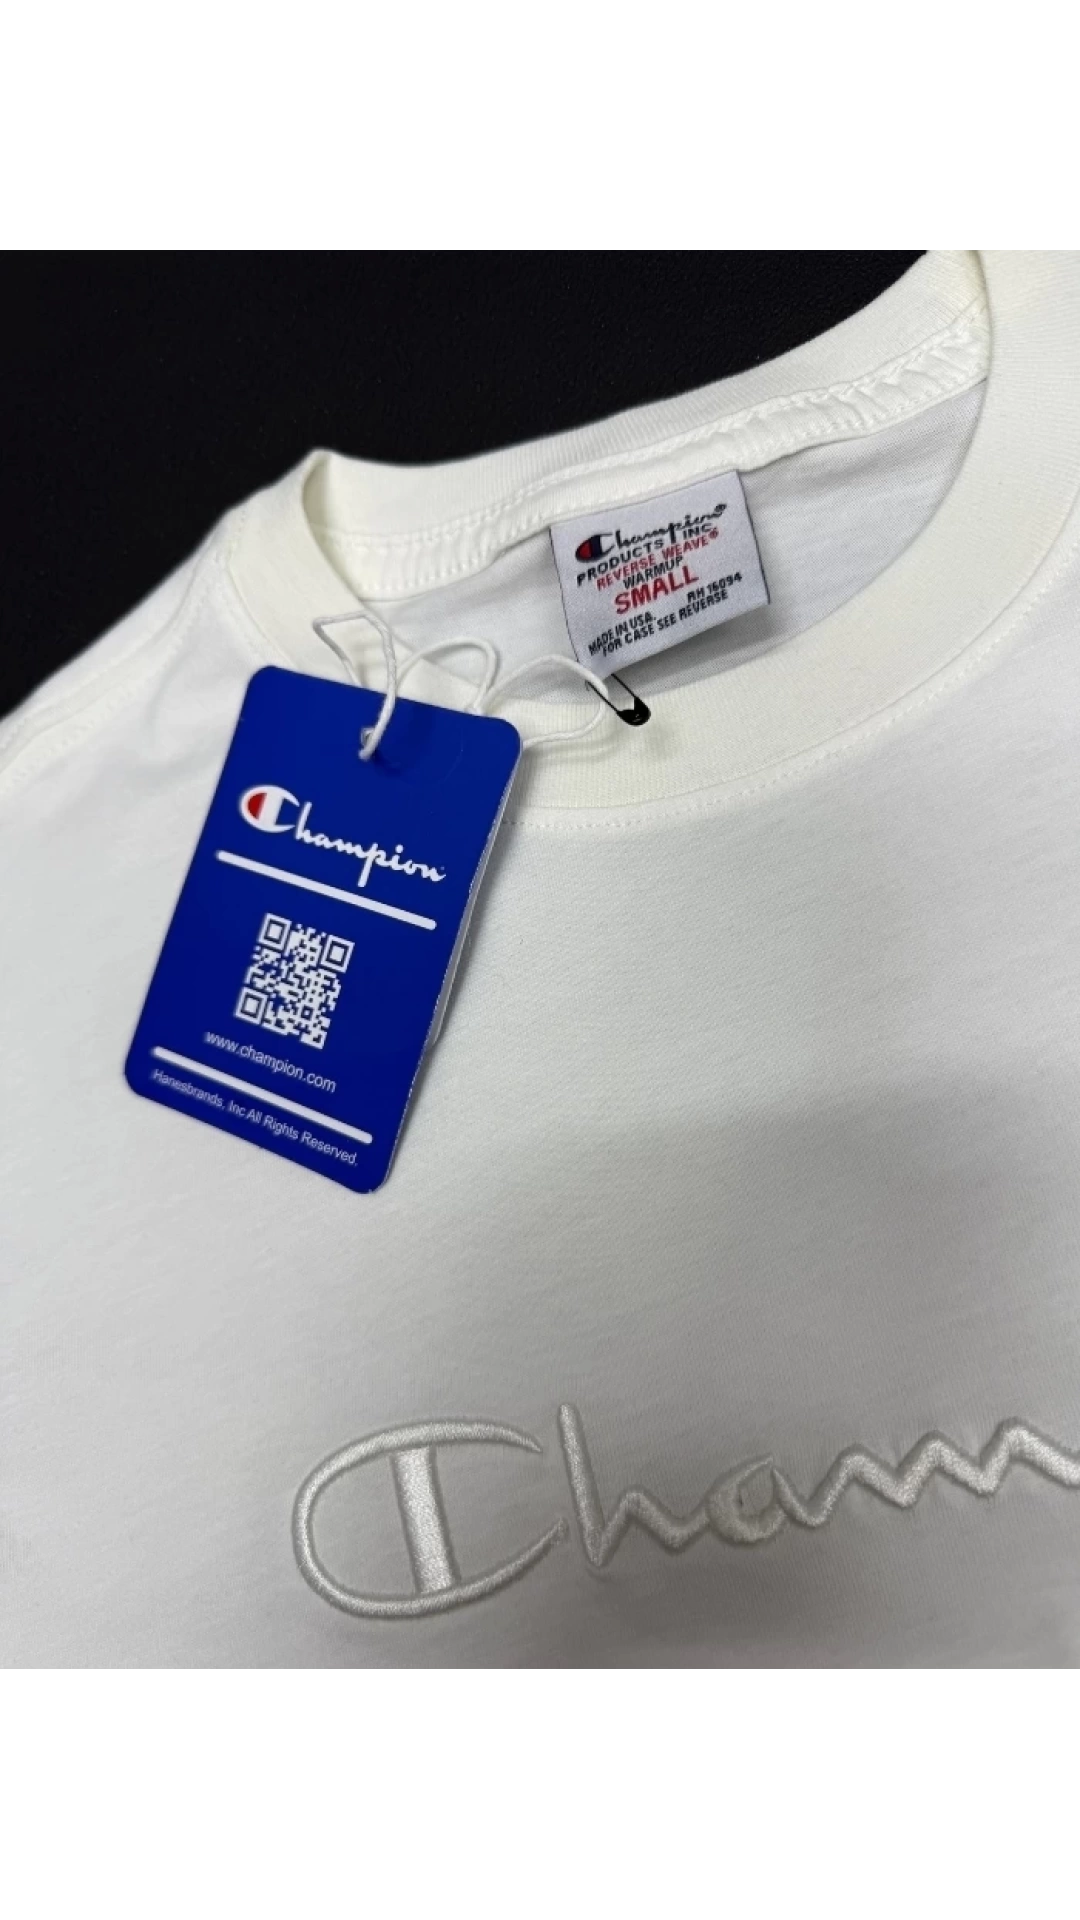 Champion
PRODUCTS INC.
REVERSE WEAVE®
WARMUP
SMALL
RN 15094
MADE IN USA.
FOR CASE SEE REVERSE
Champion
www.champion.com
Hanesbrands, Inc All Rights Reserved.
Cham